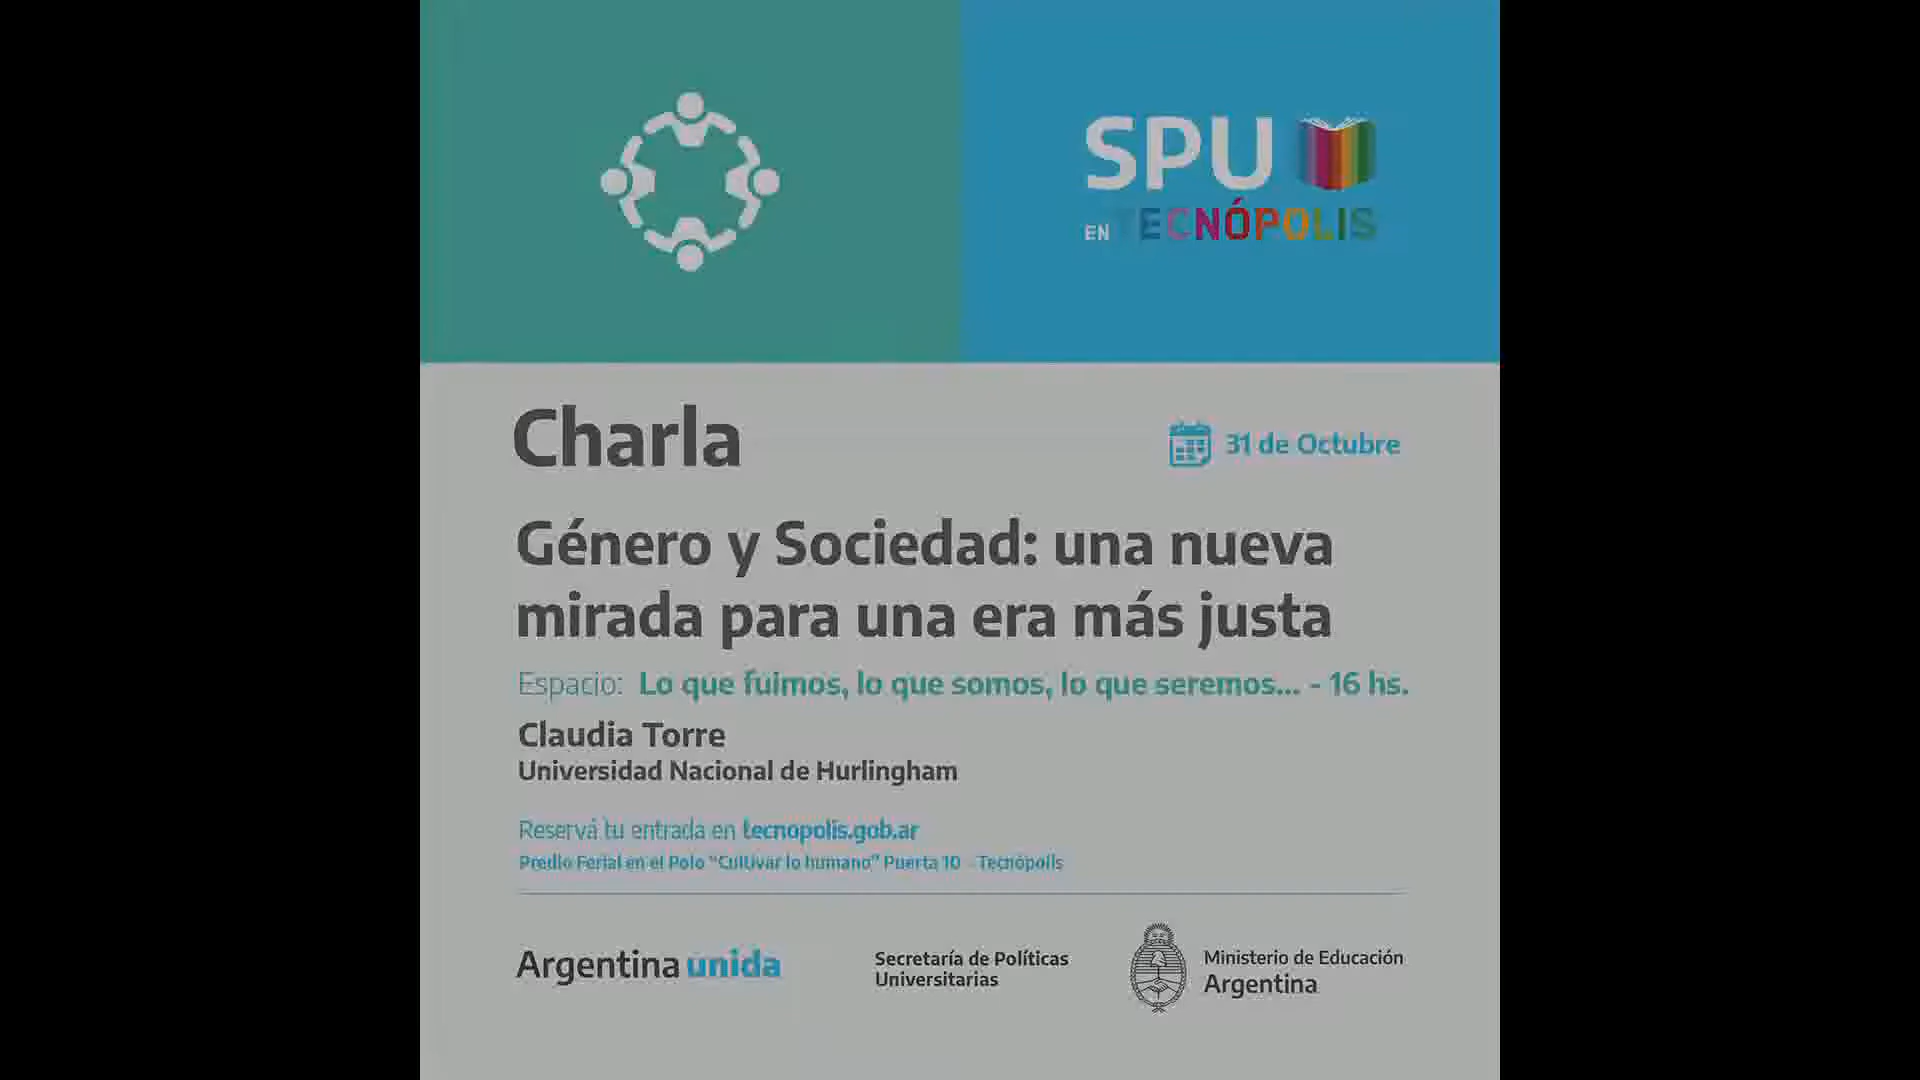 SPU
EN TECNÓPOLIS
Charla
31 de Octubre
Género y Sociedad: una nueva
mirada para una era más justa
Espacio: Lo que fuimos, lo que somos, lo que seremos... - 16 hs.
Claudia Torre
Universidad Nacional de Hurlingham
Reservá tu entrada en tecnopolis.gob.ar
Predio Ferial en el Polo "Cultivar lo humano" Puerta 10 - Tecnópolis
Argentina unida
Secretaría de Políticas
Universitarias
Ministerio de Educación
Argentina